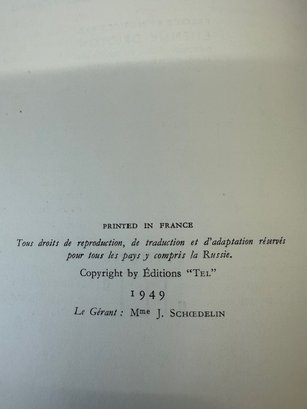 PRINTED IN FRANCE
Tous droits de reproduction, de traduction et d'adaptation réservés
pour tous les pays y compris la Russie.
Copyright by Éditions "TEL"
1949
Le Gérant : Mme J. SCHŒDELIN